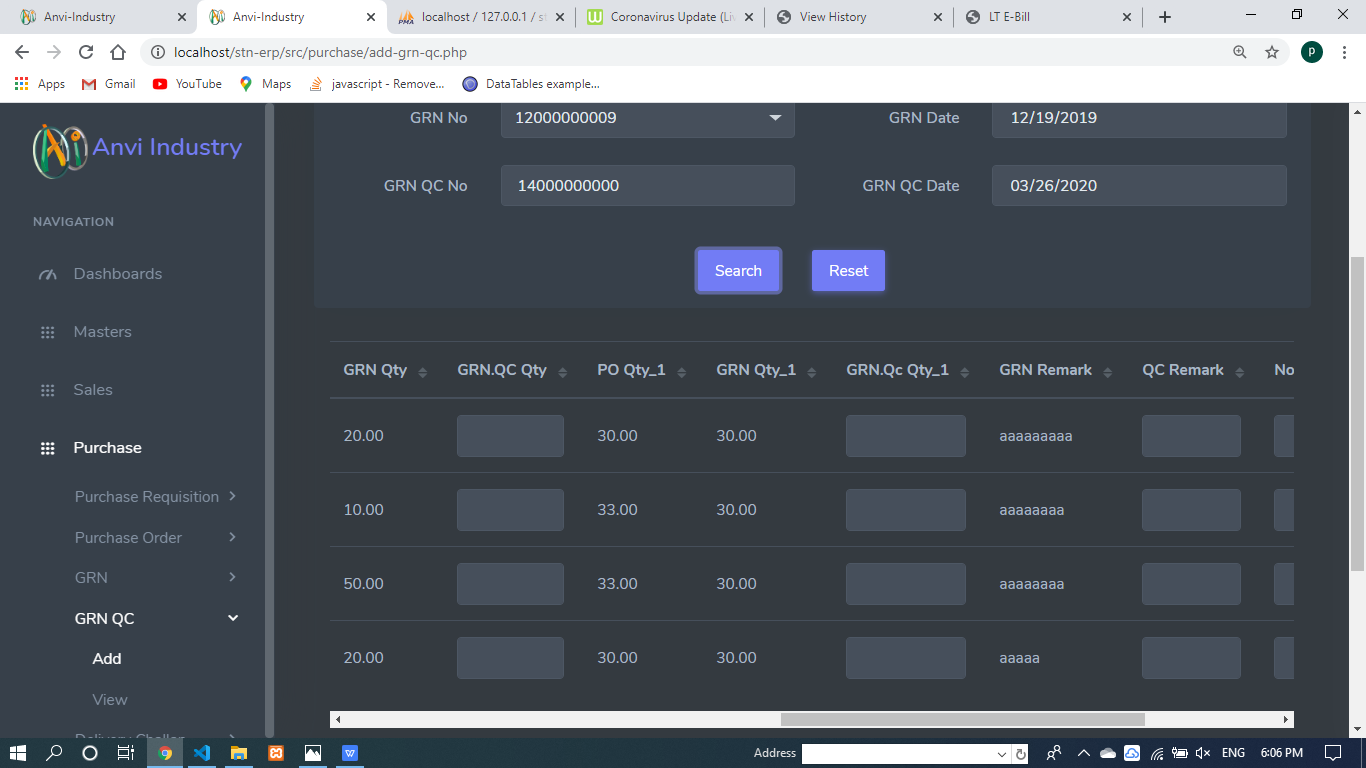 Anvi-Industry
Anvi-Industry
localhost / 127.0.0.1 / st
Coronavirus Update (Liv
View History
LT E-Bill
localhost/stn-erp/src/purchase/add-grn-qc.php
P
Apps
Gmail
YouTube
Maps
javascript - Remove...
DataTables example...
Anvi Industry
NAVIGATION
Dashboards
Masters
Sales
Purchase
Purchase Requisition
Purchase Order
GRN
GRN QC
Add
View
Delivery Challan
GRN No 12000000009 GRN Date 12/19/2019
GRN QC No 14000000000 GRN QC Date 03/26/2020
Search Reset
GRN Qty GRN.QC Qty PO Qty_1 GRN Qty_1 GRN.Qc Qty_1 GRN Remark QC Remark No
20.00 30.00 30.00 aaaaaaaaa
10.00 33.00 30.00 aaaaaaaa
50.00 33.00 30.00 aaaaaaaa
20.00 30.00 30.00 aaaaa
Address
ENG
6:06 PM